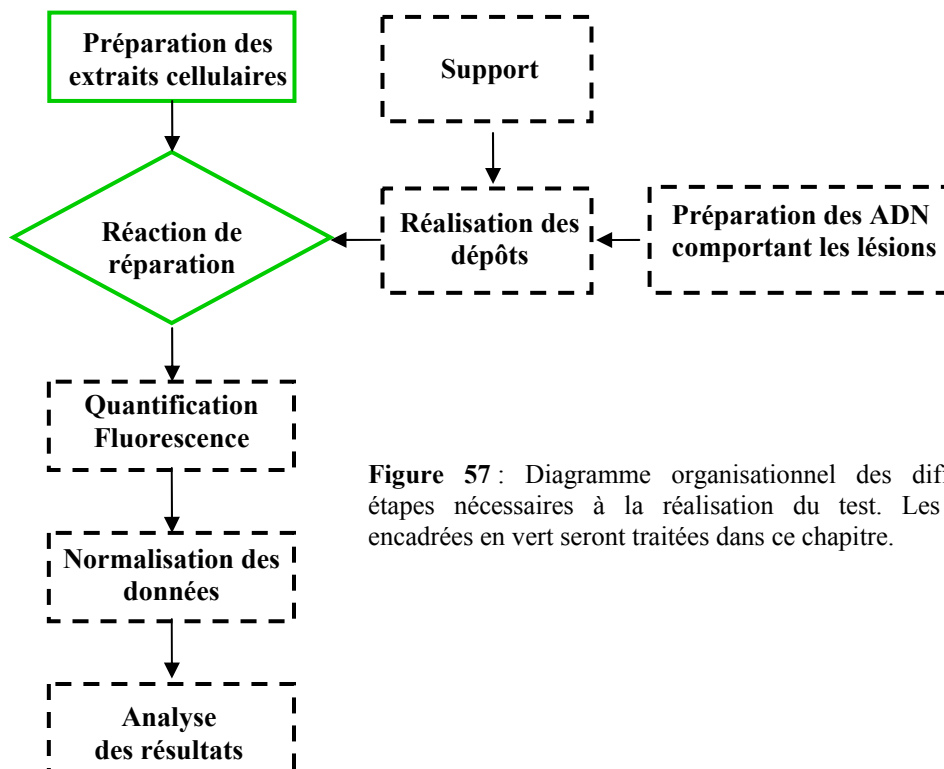 Préparation des
extraits cellulaires
Support
Réaction de
réparation
Réalisation des
dépôts
Préparation des ADN
comportant les lésions
Quantification
Fluorescence
Figure 57 : Diagramme organisationnel des
étapes nécessaires à la réalisation du test. Les
encadrées en vert seront traitées dans ce chapitre.
Normalisation des
données
Analyse
des résultats